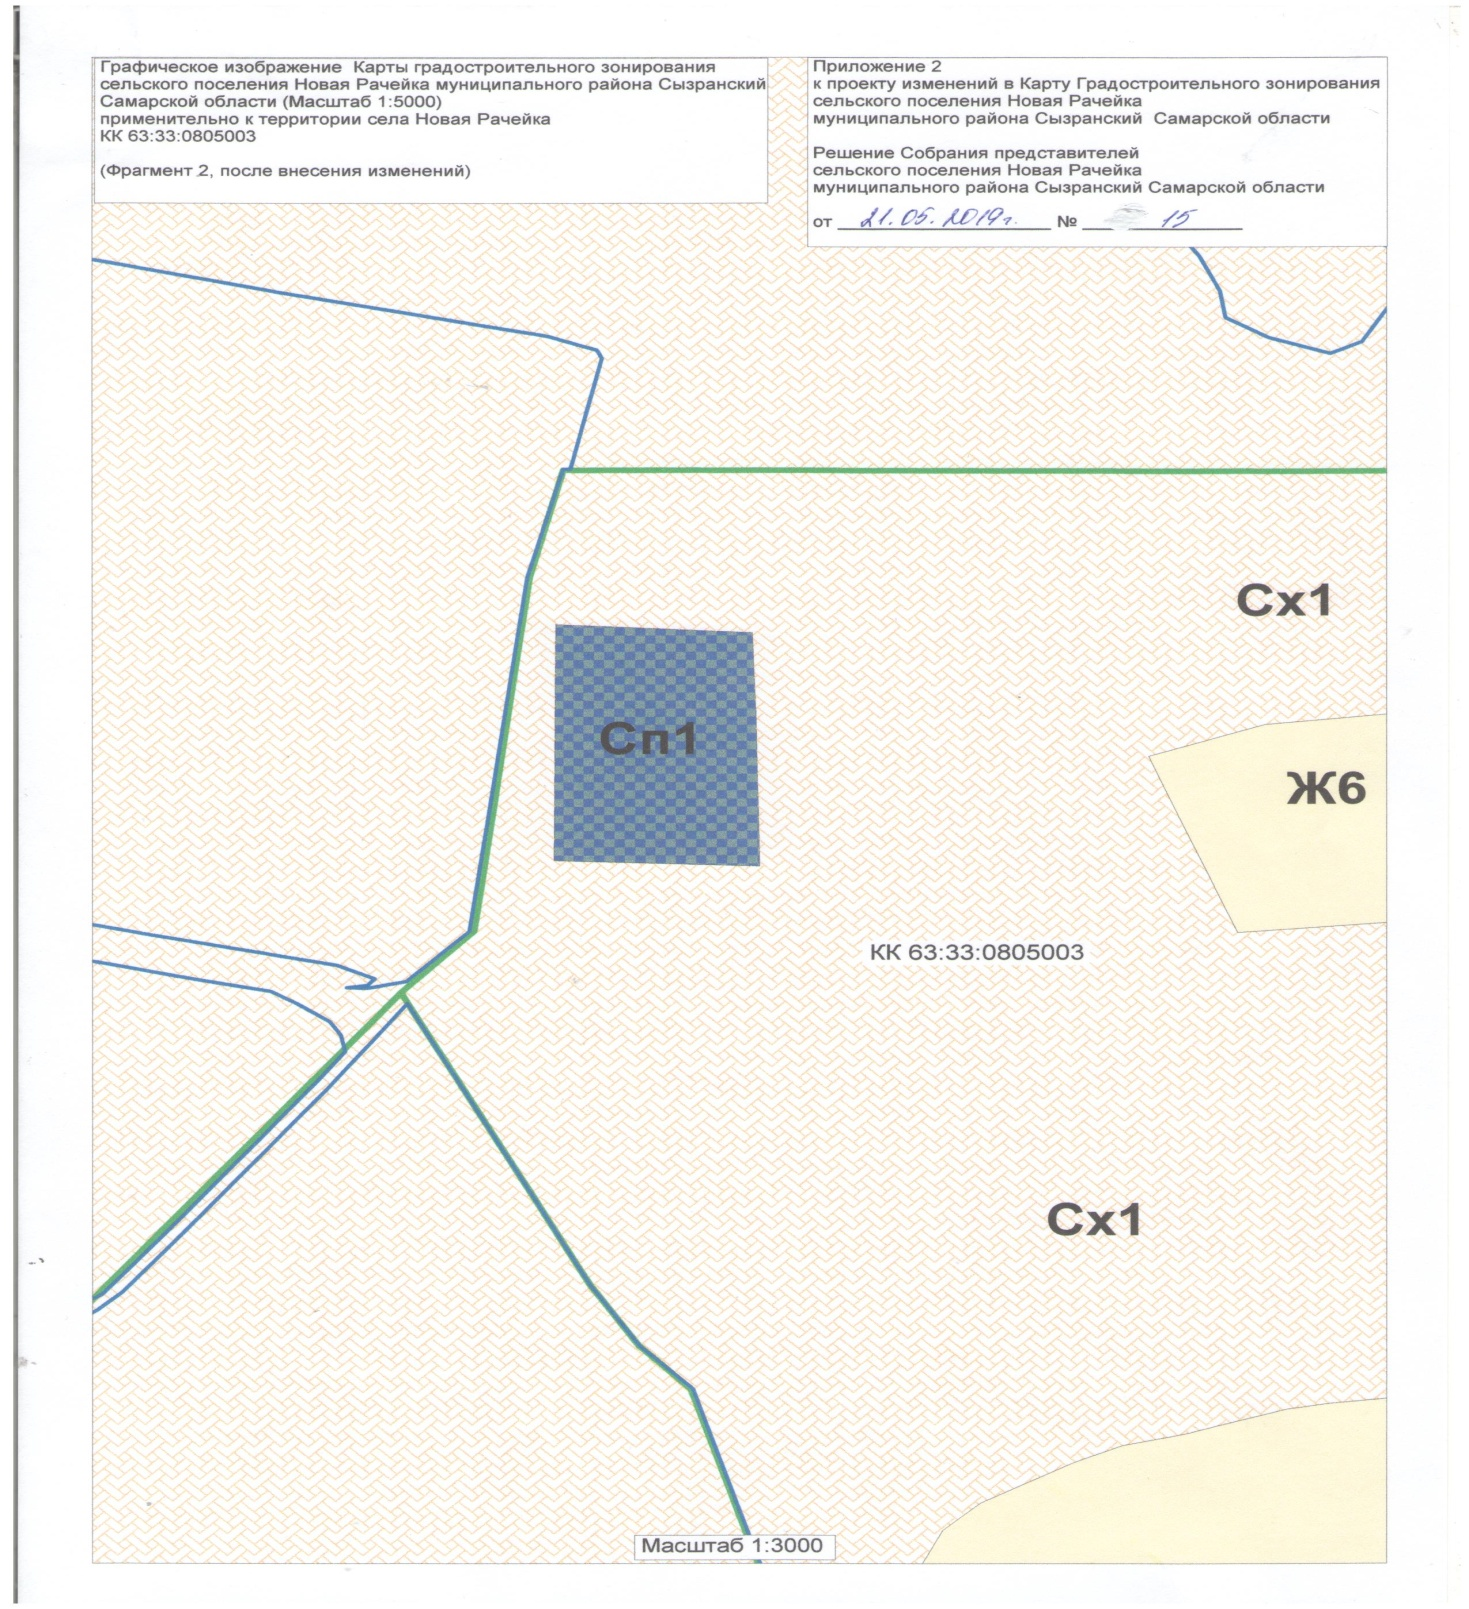 Графическое изображение Карты градостроительного зонирования
сельского поселения Новая Рачейка муниципального района Сызранский
Самарской области (Масштаб 1:5000)
применительно к территории села Новая Рачейка
КК 63:33:0805003
(Фрагмент 2, после внесения изменений)
Приложение 2
к проекту изменений в Карту Градостроительного зонирования
сельского поселения Новая Рачейка
муниципального района Сызранский Самарской области
Решение Собрания представителей
сельского поселения Новая Рачейка
муниципального района Сызранский Самарской области
от 21.05.2019г. № 15
Сх1
Сп1
Ж6
КК 63:33:0805003
Сх1
Масштаб 1:3000